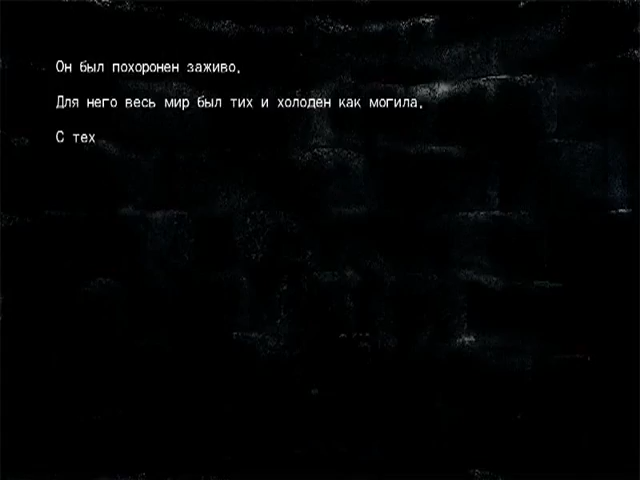 Он был похоронен заживо.
Для него весь мир был тих и холоден как могила.
С тех